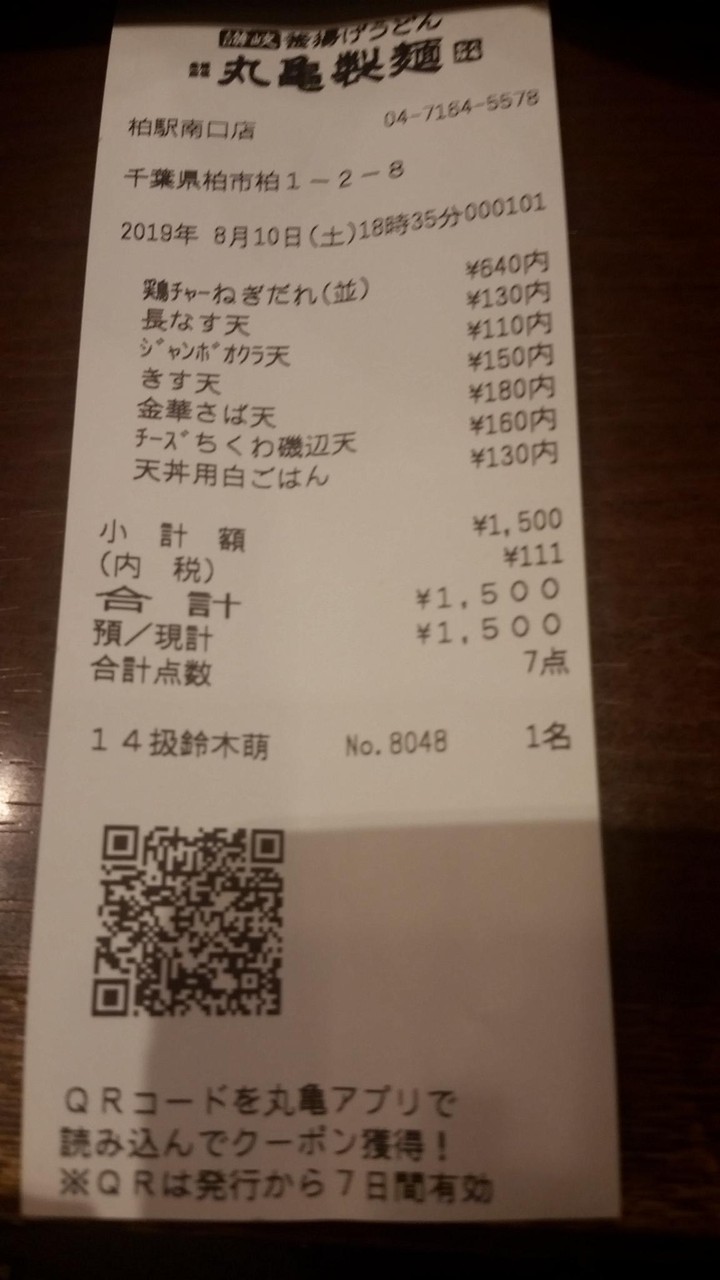 讃岐釜揚げうどん
丸亀製麺
柏駅南口店 04-7164-5578
千葉県柏市柏1-2-8
2019年 8月10日(土)18時35分000101
鶏チャーねぎだれ(並) ¥640内
長なす天 ¥130内
ジャンボオクラ天 ¥110内
きす天 ¥150内
金華さば天 ¥180内
チーズちくわ磯辺天 ¥160内
天丼用白ごはん ¥130内
小 計 額 ¥1,500
(内 税) ¥111
合 計 ¥1,500
預/現計 ¥1,500
合計点数 7点
14扱鈴木萌 No.8048 1名
QRコードを丸亀アプリで
読み込んでクーポン獲得!
※QRは発行から7日間有効